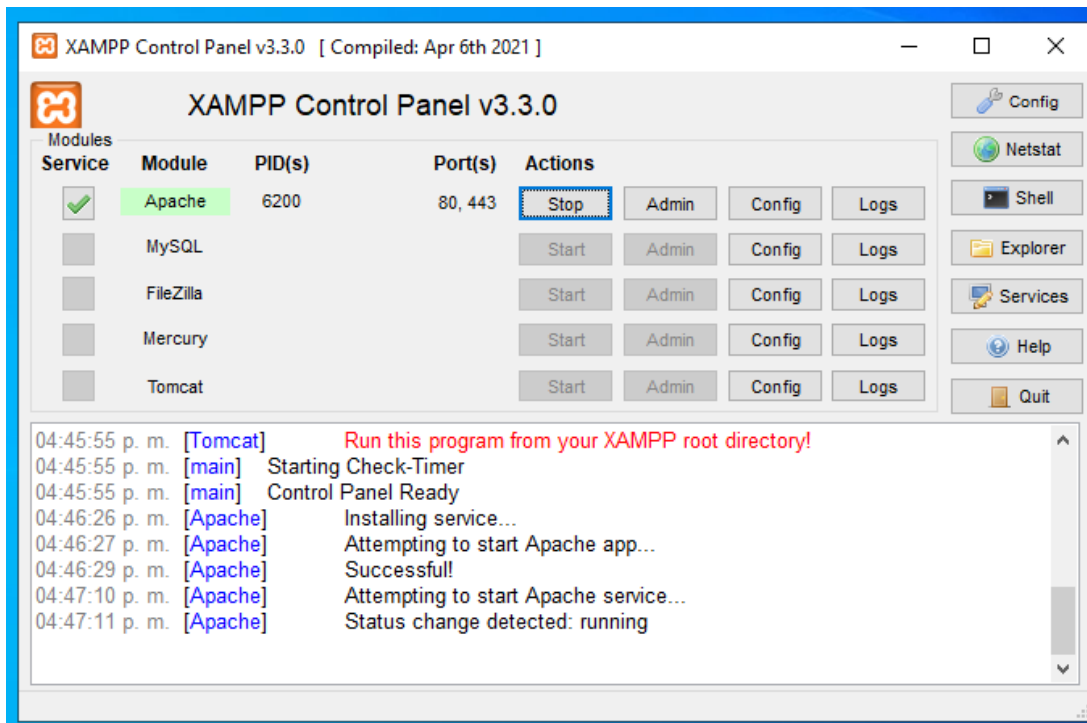 XAMPP Control Panel v3.3.0 [ Compiled: Apr 6th 2021 ]
XAMPP Control Panel v3.3.0
Config
Modules
Netstat
Service Module PID(s) Port(s) Actions
Apache 6200 80, 443 Stop Admin Config Logs
Shell
MySQL Start Admin Config Logs
Explorer
FileZilla Start Admin Config Logs
Services
Mercury Start Admin Config Logs
Help
Tomcat Start Admin Config Logs
Quit
04:45:55 p. m. [Tomcat] Run this program from your XAMPP root directory!
04:45:55 p. m. [main] Starting Check-Timer
04:45:55 p. m. [main] Control Panel Ready
04:46:26 p. m. [Apache] Installing service...
04:46:27 p. m. [Apache] Attempting to start Apache app...
04:46:29 p. m. [Apache] Successful!
04:47:10 p. m. [Apache] Attempting to start Apache service...
04:47:11 p. m. [Apache] Status change detected: running